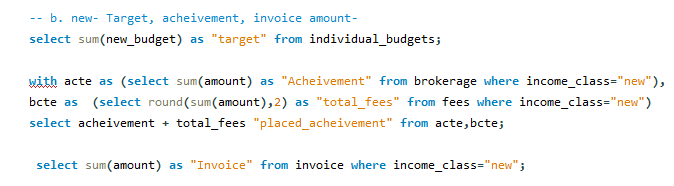 -- b. new- Target, acheivement, invoice amount-
select sum(new_budget) as "target" from individual_budgets;
with acte as (select sum(amount) as "Acheivement" from brokerage where income_class="new"),
bcte as  (select round(sum(amount),2) as "total_fees" from fees where income_class="new")
select acheivement + total_fees "placed_acheivement" from acte,bcte;
select sum(amount) as "Invoice" from invoice where income_class="new";